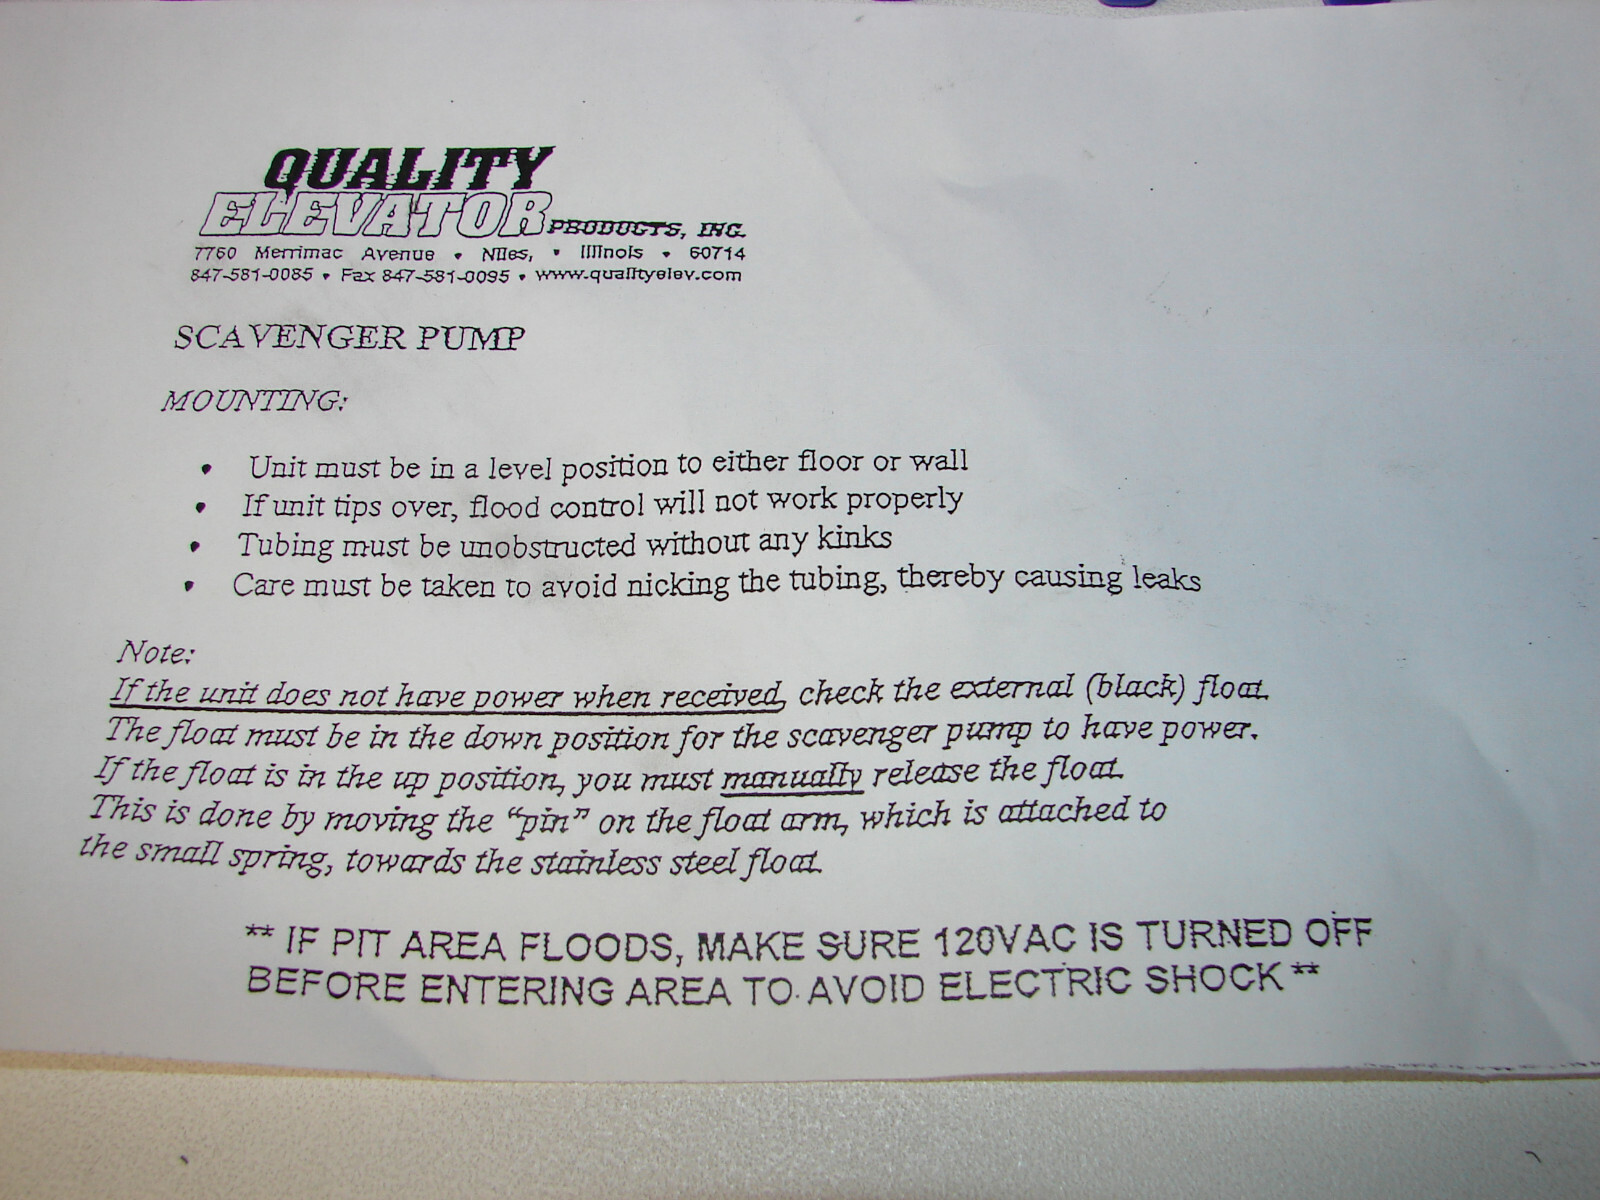 QUALITY
ELEVATOR PRODUCTS, INC.
7760 Merrimac Avenue • Niles, • Illinois • 60714
847-581-0085 • Fax 847-581-0095 • www.qualityelev.com
SCAVENGER PUMP
MOUNTING:
• Unit must be in a level position to either floor or wall
• If unit tips over, flood control will not work properly
• Tubing must be unobstructed without any kinks
• Care must be taken to avoid nicking the tubing, thereby causing leaks
Note:
If the unit does not have power when received, check the external (black) float.
The float must be in the down position for the scavenger pump to have power.
If the float is in the up position, you must manually release the float.
This is done by moving the “pin” on the float arm, which is attached to
the small spring, towards the stainless steel float.
** IF PIT AREA FLOODS, MAKE SURE 120VAC IS TURNED OFF
BEFORE ENTERING AREA TO AVOID ELECTRIC SHOCK **